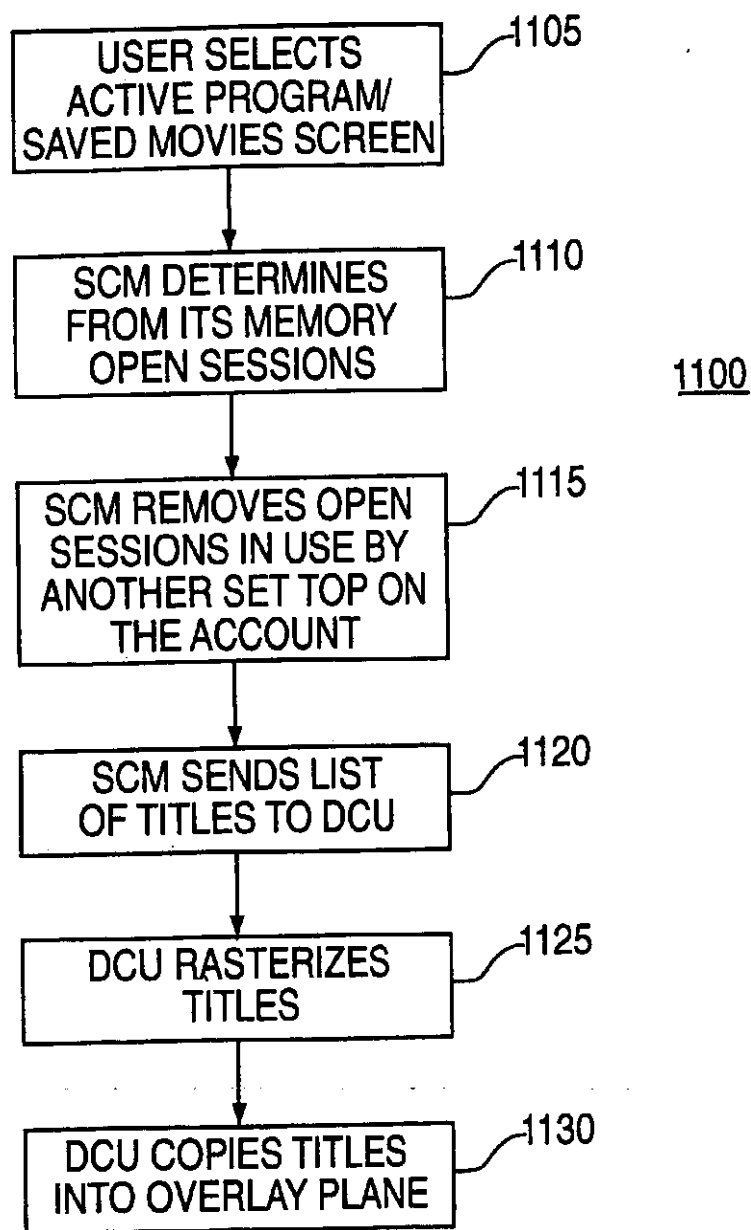 1105
USER SELECTS
ACTIVE PROGRAM/
SAVED MOVIES SCREEN
1110
SCM DETERMINES
FROM ITS MEMORY
OPEN SESSIONS
1100
1115
SCM REMOVES OPEN
SESSIONS IN USE BY
ANOTHER SET TOP ON
THE ACCOUNT
1120
SCM SENDS LIST
OF TITLES TO DCU
1125
DCU RASTERIZES
TITLES
1130
DCU COPIES TITLES
INTO OVERLAY PLANE